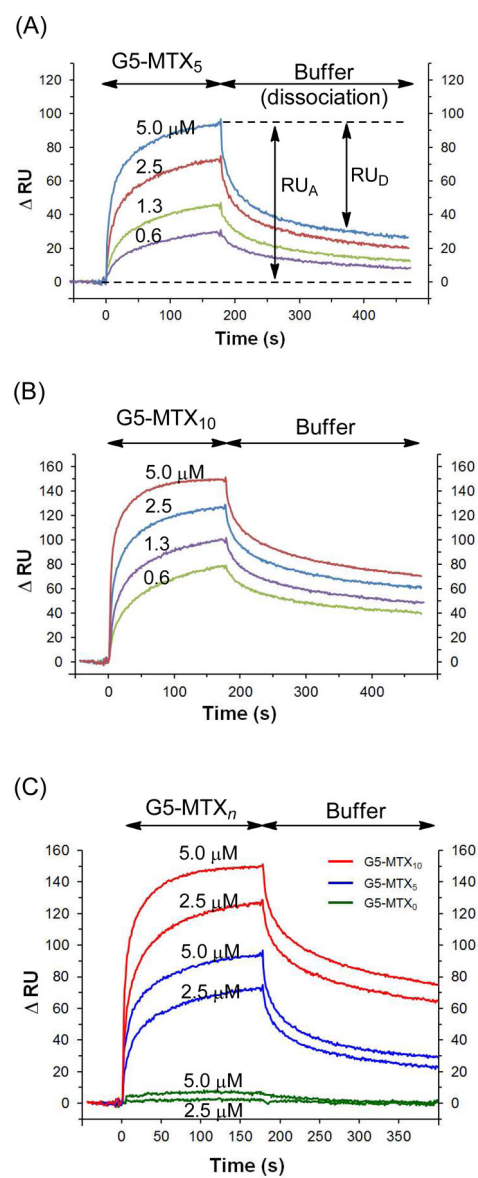 (A)
G5-MTX5 Buffer
(dissociation)
120 120
100 100
80 80
60 60
40 40
20 20
0 0
Δ RU
5.0 μM
2.5
1.3
0.6
RUA RUD
0 100 200 300 400
Time (s)
(B)
G5-MTX10 Buffer
160 160
140 140
120 120
100 100
80 80
60 60
40 40
20 20
0 0
Δ RU
5.0 μM
2.5
1.3
0.6
0 100 200 300 400
Time (s)
(C)
G5-MTXn Buffer
160 160
140 140
120 120
100 100
80 80
60 60
40 40
20 20
0 0
Δ RU
5.0 μM
2.5 μM
5.0 μM
2.5 μM
5.0 μM
2.5 μM
G5-MTX10
G5-MTX5
G5-MTX0
0 50 100 150 200 250 300 350
Time (s)